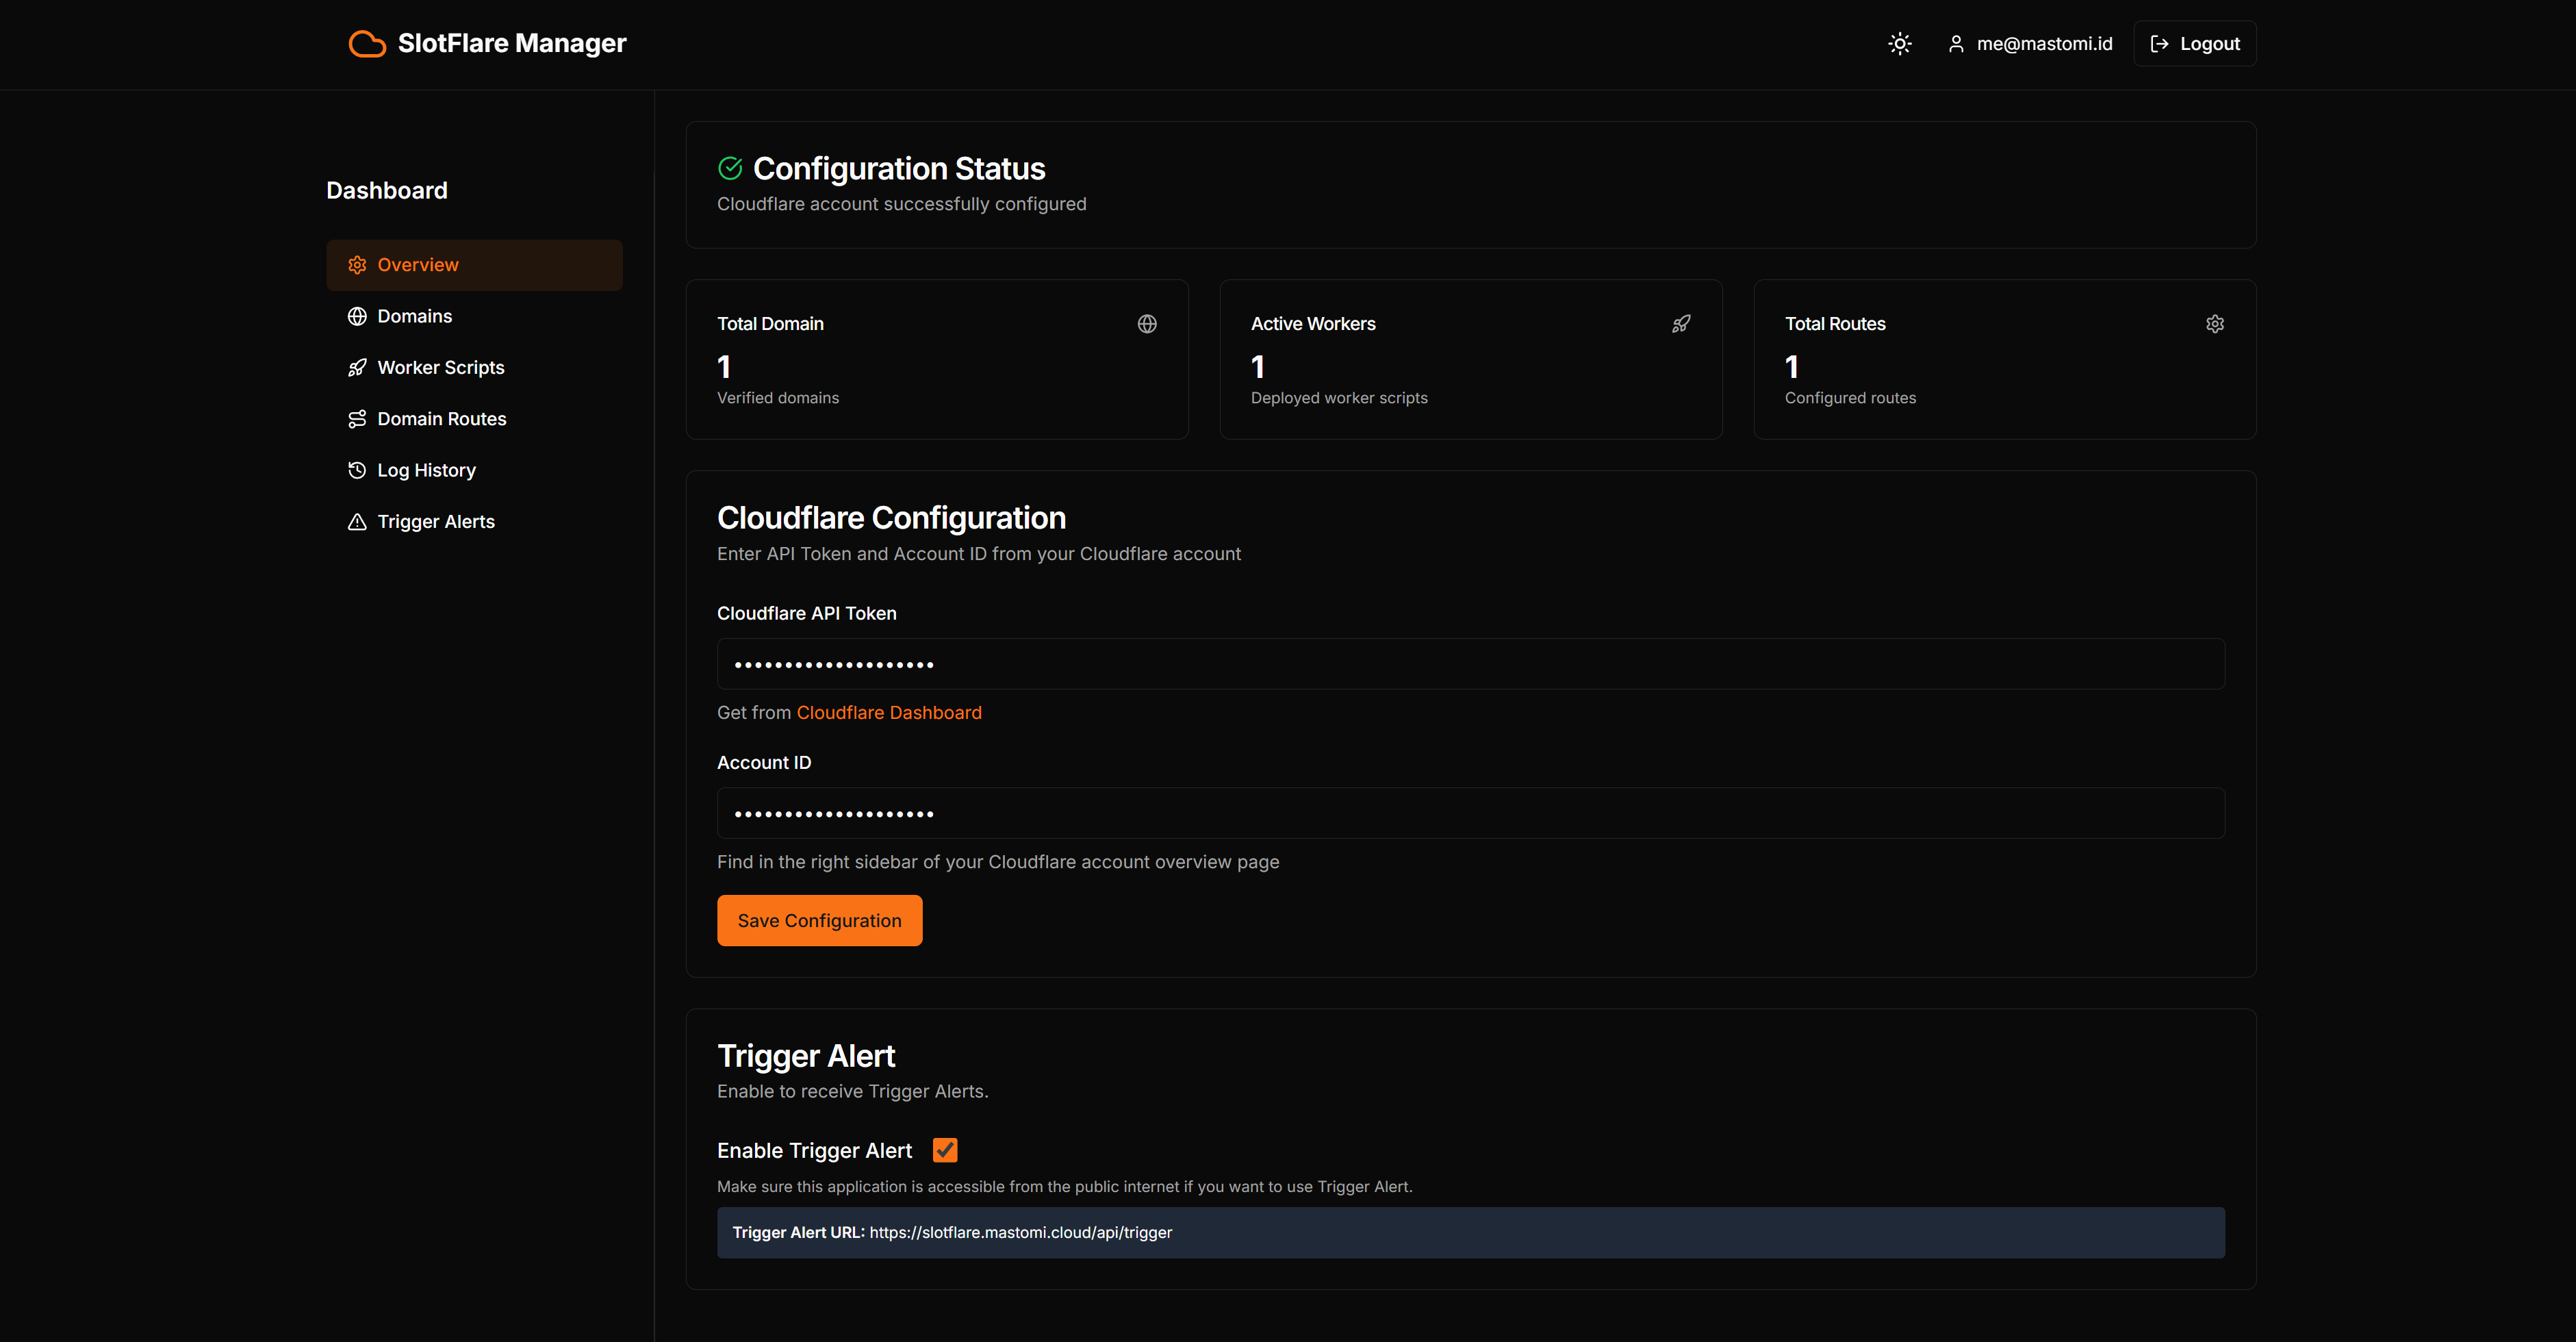 SlotFlare Manager
me@mastomi.id
Logout
Dashboard
Overview
Domains
Worker Scripts
Domain Routes
Log History
Trigger Alerts
Configuration Status
Cloudflare account successfully configured
Total Domain
1
Verified domains
Active Workers
1
Deployed worker scripts
Total Routes
1
Configured routes
Cloudflare Configuration
Enter API Token and Account ID from your Cloudflare account
Cloudflare API Token
••••••••••••••••••••
Get from Cloudflare Dashboard
Account ID
••••••••••••••••••••
Find in the right sidebar of your Cloudflare account overview page
Save Configuration
Trigger Alert
Enable to receive Trigger Alerts.
Enable Trigger Alert
Make sure this application is accessible from the public internet if you want to use Trigger Alert.
Trigger Alert URL: https://slotflare.mastomi.cloud/api/trigger